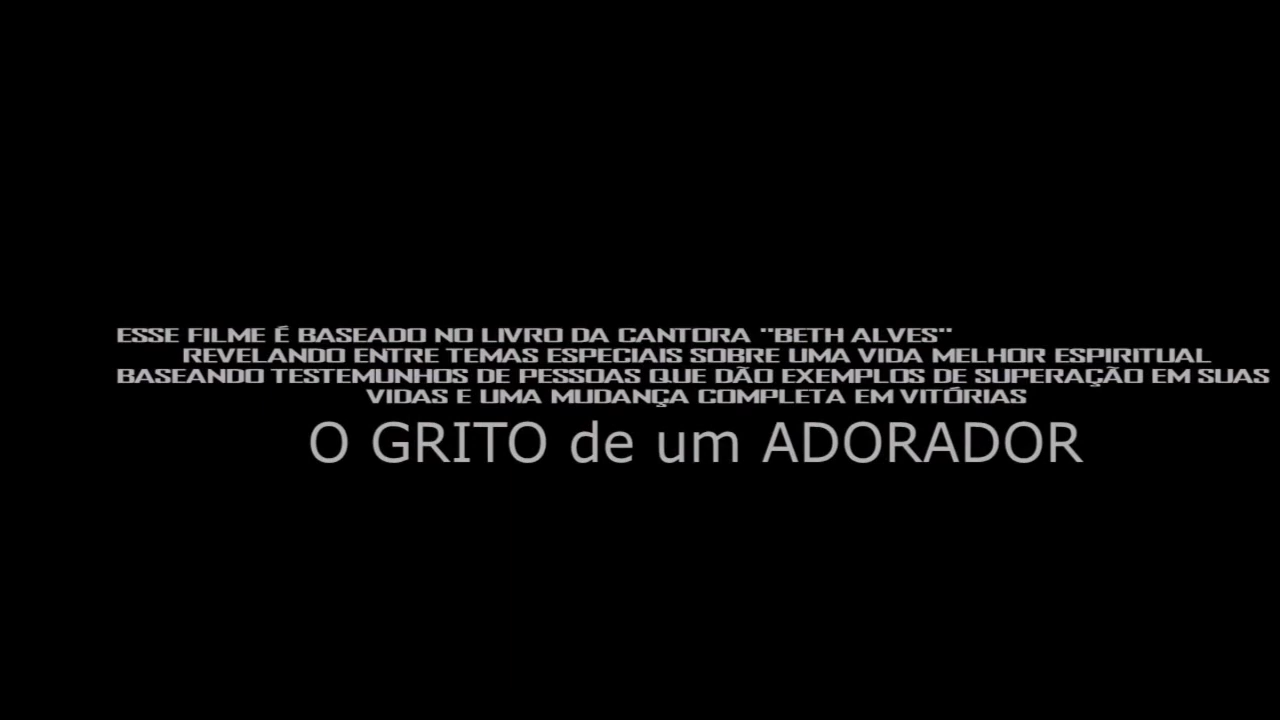 ESSE FILME É BASEADO NO LIVRO DA CANTORA "BETH ALVES"
REVELANDO ENTRE TEMAS ESPECIAIS SOBRE UMA VIDA MELHOR ESPIRITUAL
BASEANDO TESTEMUNHOS DE PESSOAS QUE DÃO EXEMPLOS DE SUPERAÇÃO EM SUAS
VIDAS E UMA MUDANÇA COMPLETA EM VITÓRIAS
O GRITO de um ADORADOR